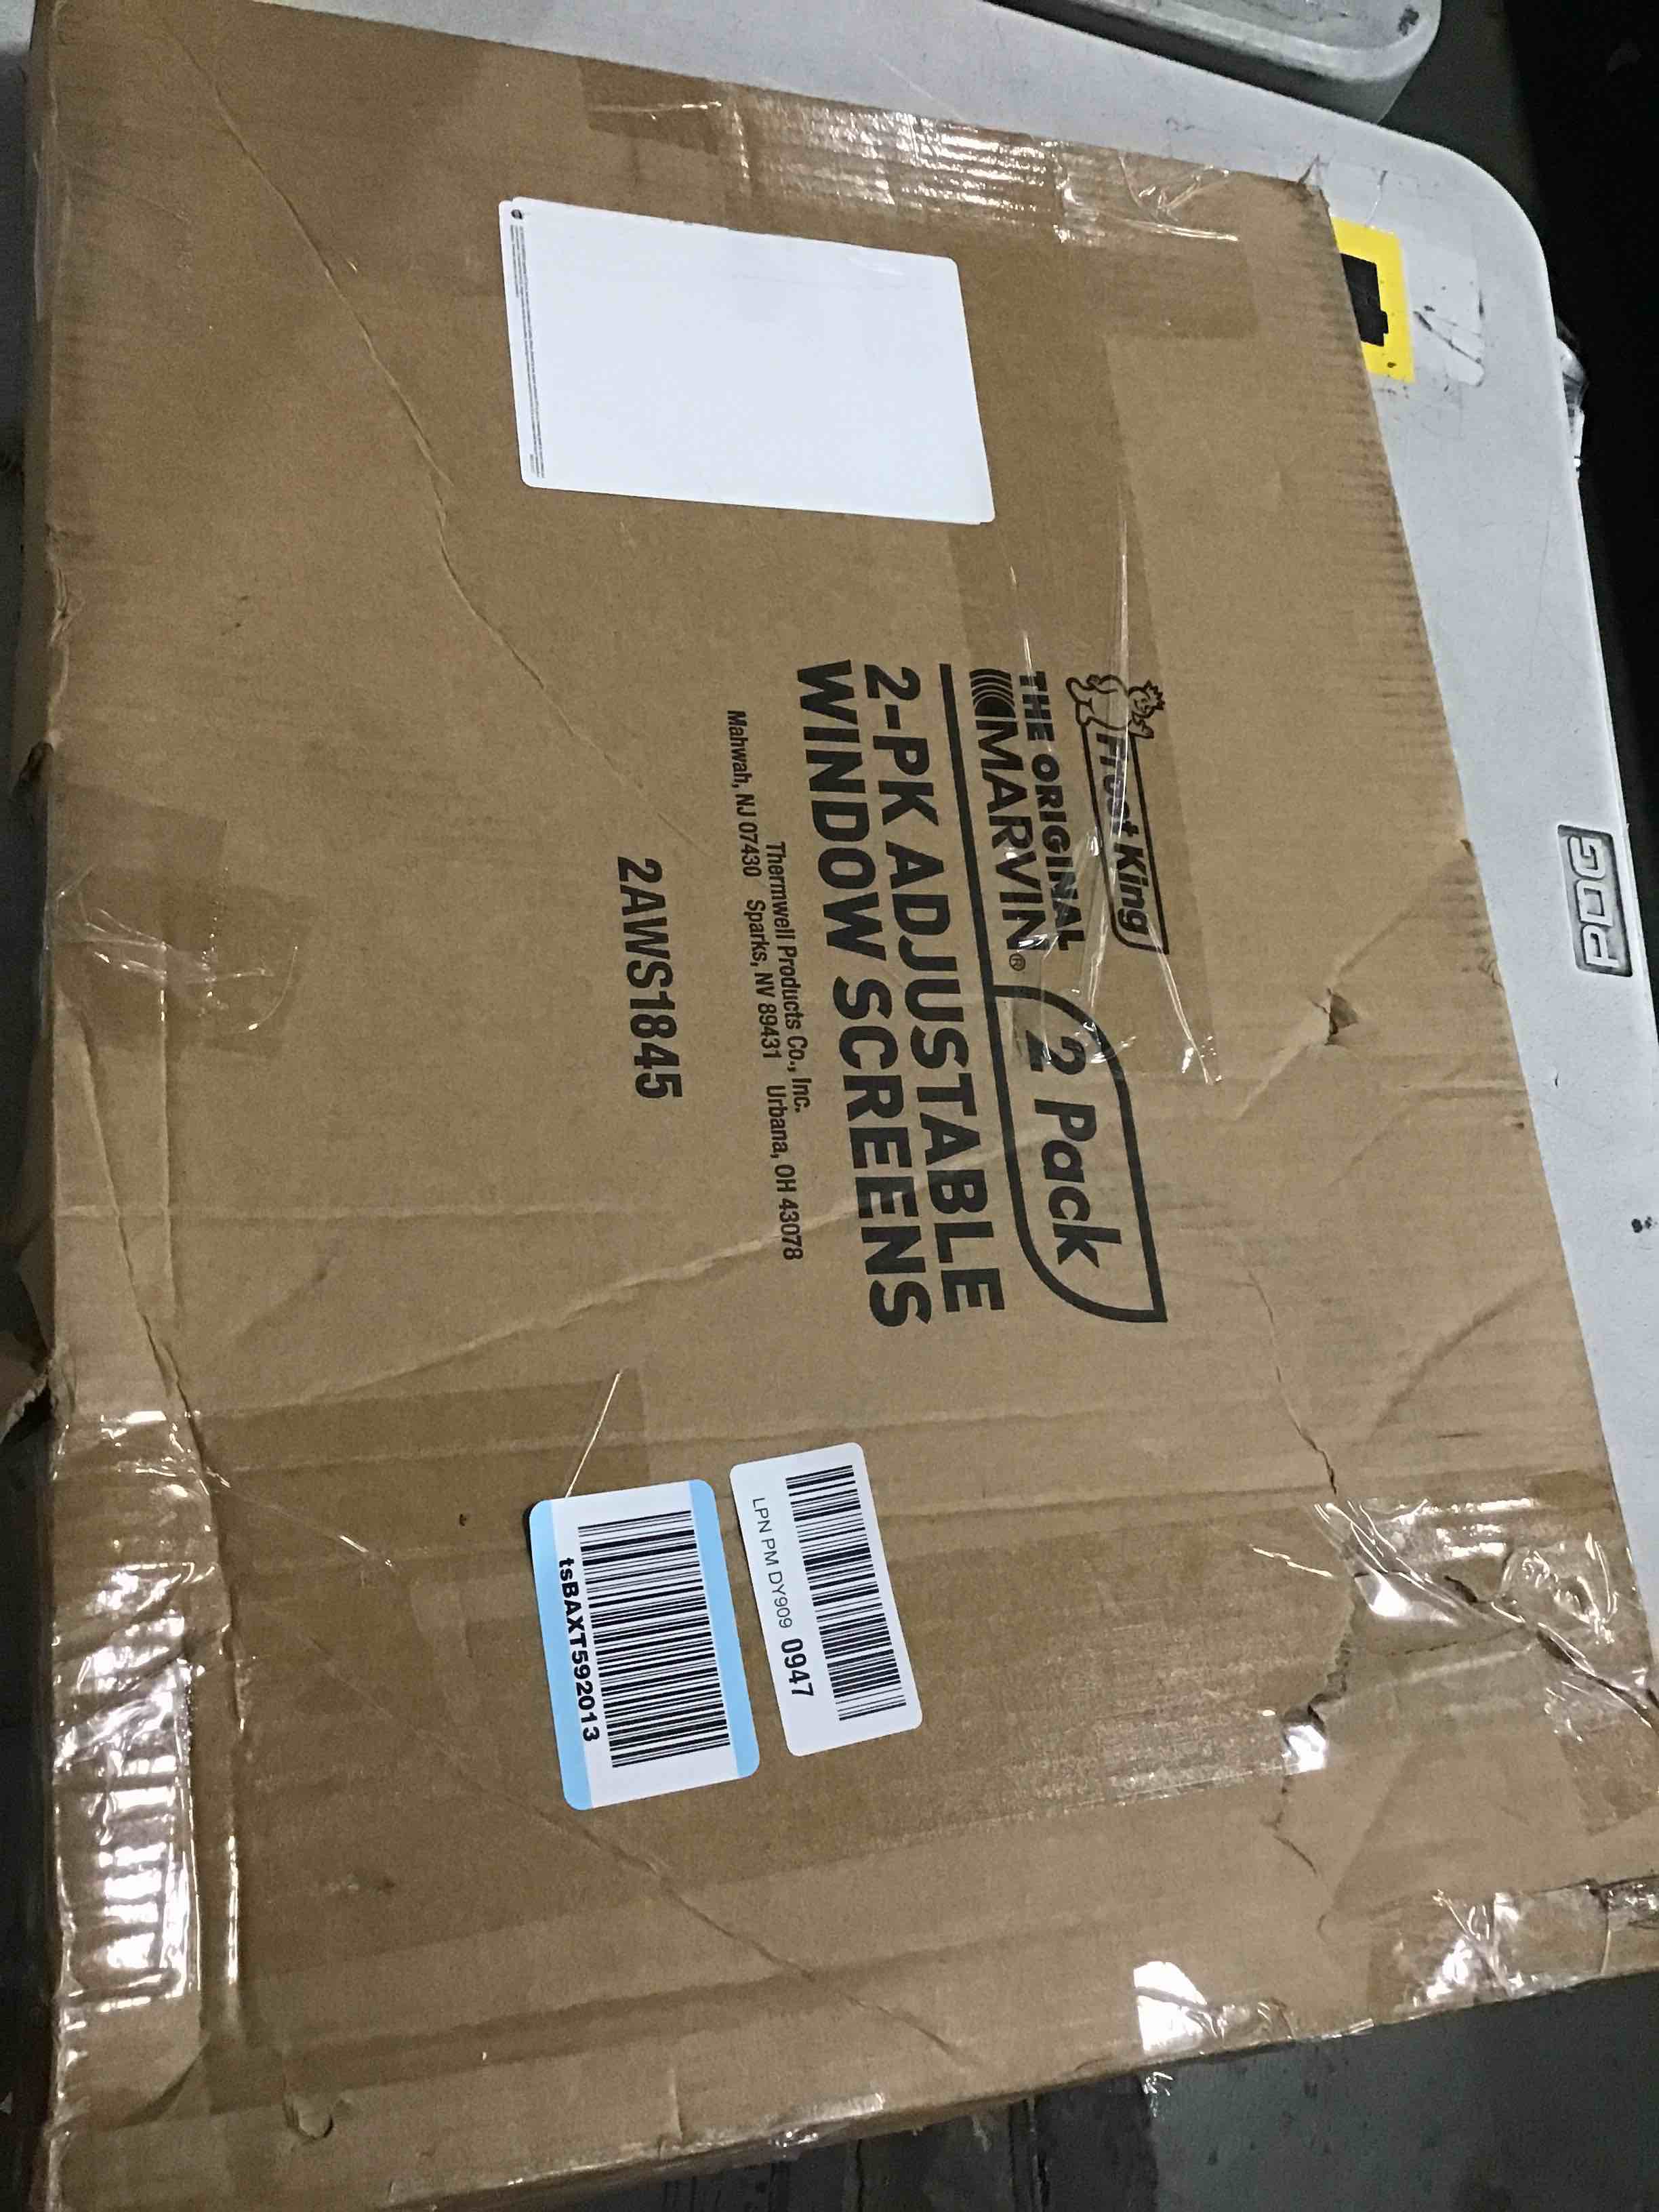 Frost King
THE ORIGINAL
MARVIN®
2 Pack
2-PK ADJUSTABLE
WINDOW SCREENS
Thermwell Products Co., Inc.
Mahwah, NJ 07430 Sparks, NV 89431 Urbana, OH 43078
2AWS1845
LPN PM DY909 0947
tsBAXT592013